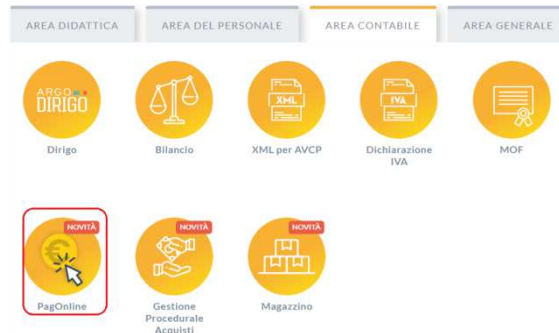 AREA DIDATTICA
AREA DEL PERSONALE
AREA CONTABILE
AREA GENERALE
ARGO
DIRIGO
XML
IVA
Dirigo
Bilancio
XML per AVCP
Dichiarazione
IVA
MOF
NOVITÀ
NOVITÀ
NOVITÀ
€
PagOnline
Gestione
Procedurale
Acquisti
Magazzino